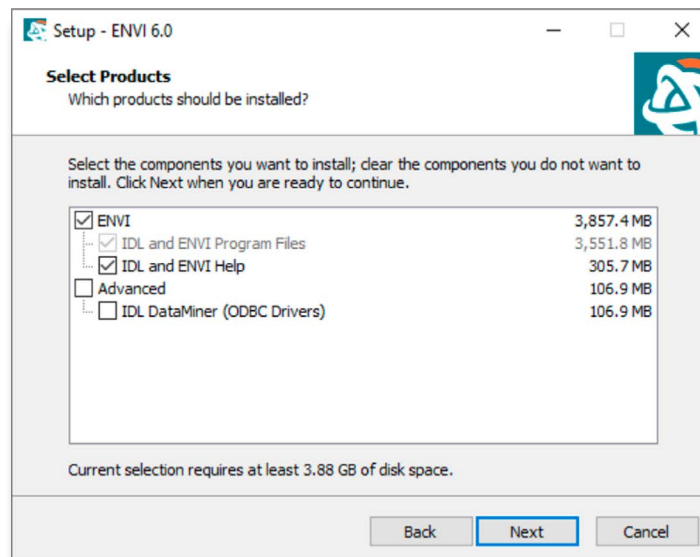 Setup - ENVI 6.0
Select Products
Which products should be installed?
Select the components you want to install; clear the components you do not want to
install. Click Next when you are ready to continue.
ENVI 3,857.4 MB
IDL and ENVI Program Files 3,551.8 MB
IDL and ENVI Help 305.7 MB
Advanced 106.9 MB
IDL DataMiner (ODBC Drivers) 106.9 MB
Current selection requires at least 3.88 GB of disk space.
Back Next Cancel